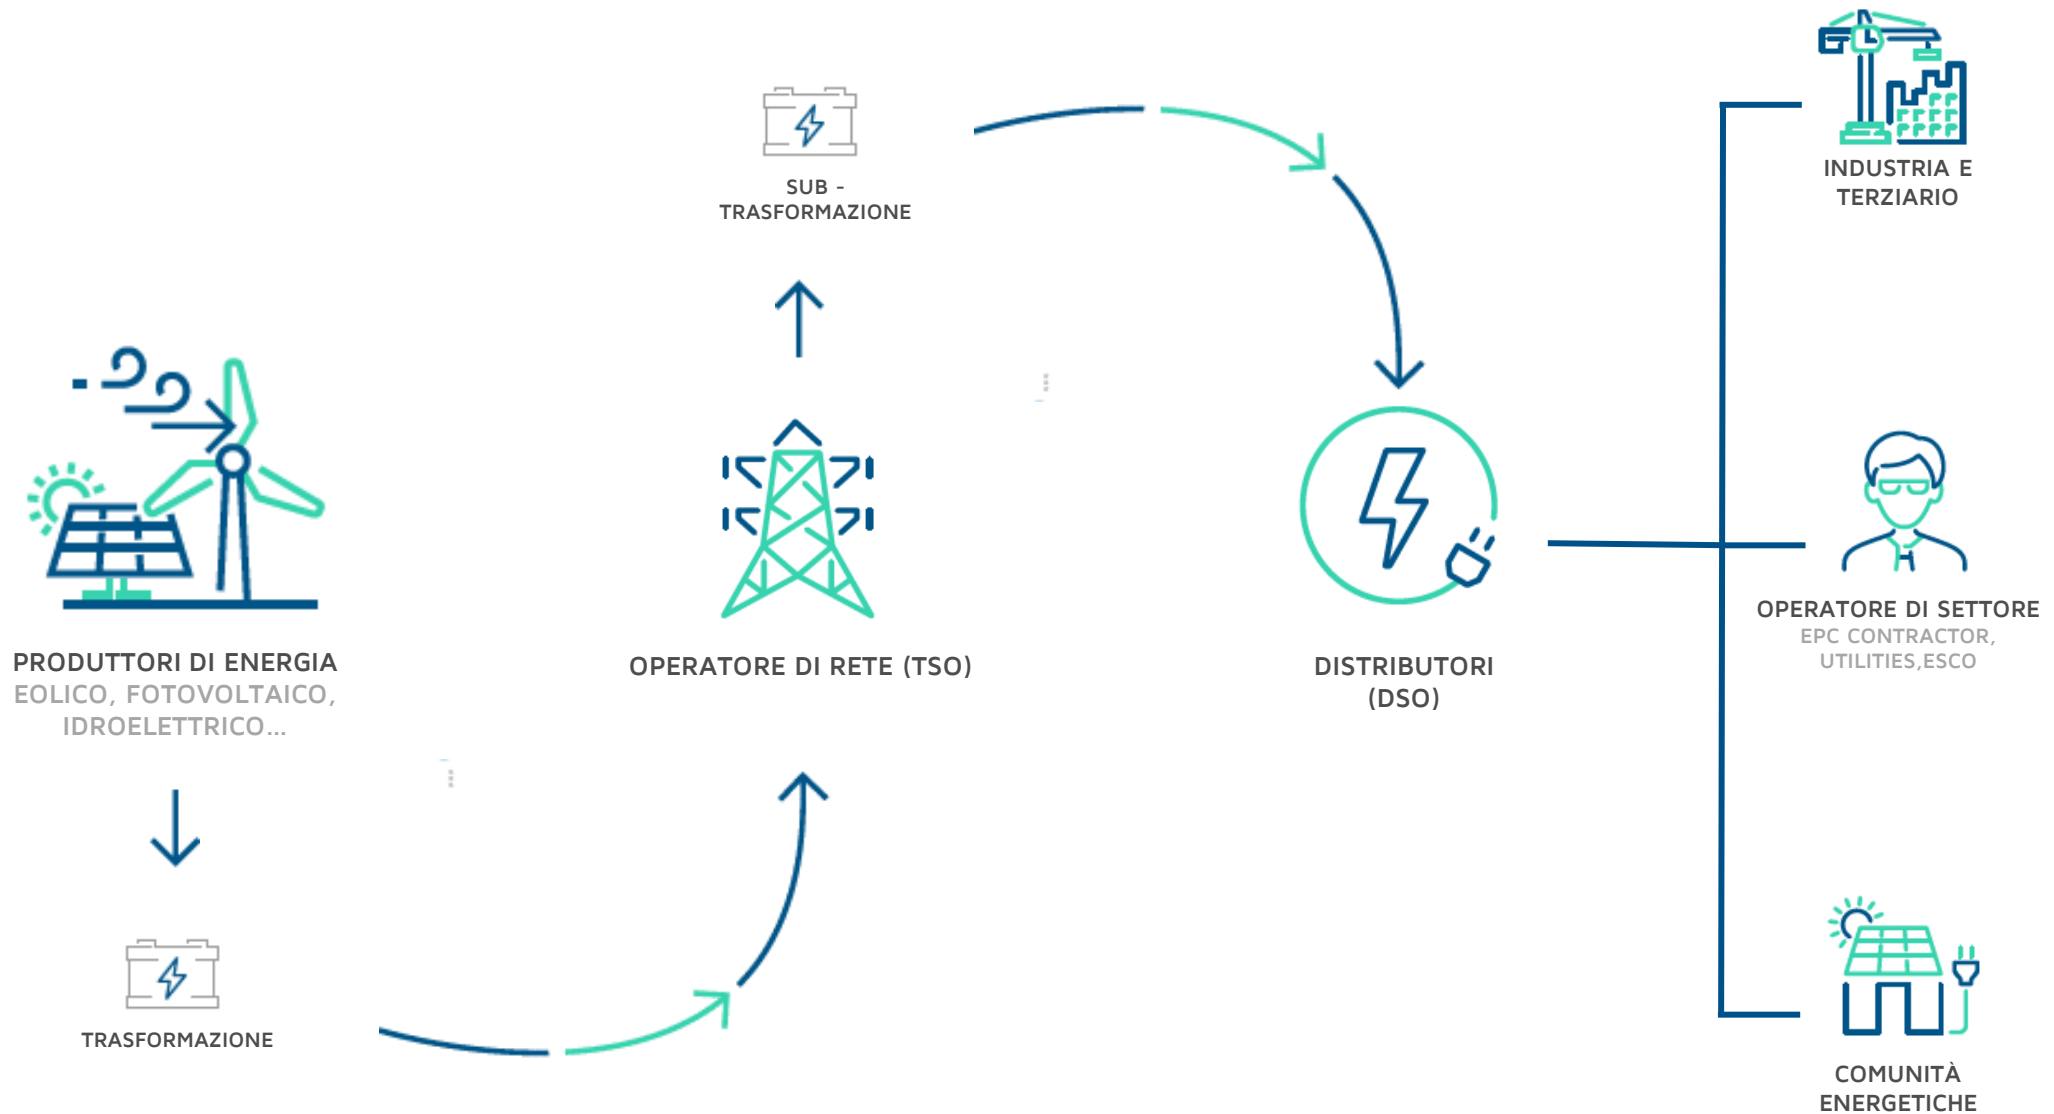 PRODUTTORI DI ENERGIA
EOLICO, FOTOVOLTAICO,
IDROELETTRICO...
TRASFORMAZIONE
SUB -
TRASFORMAZIONE
OPERATORE DI RETE (TSO)
DISTRIBUTORI
(DSO)
INDUSTRIA E
TERZIARIO
OPERATORE DI SETTORE
EPC CONTRACTOR,
UTILITIES,ESCO
COMUNITÀ
ENERGETICHE